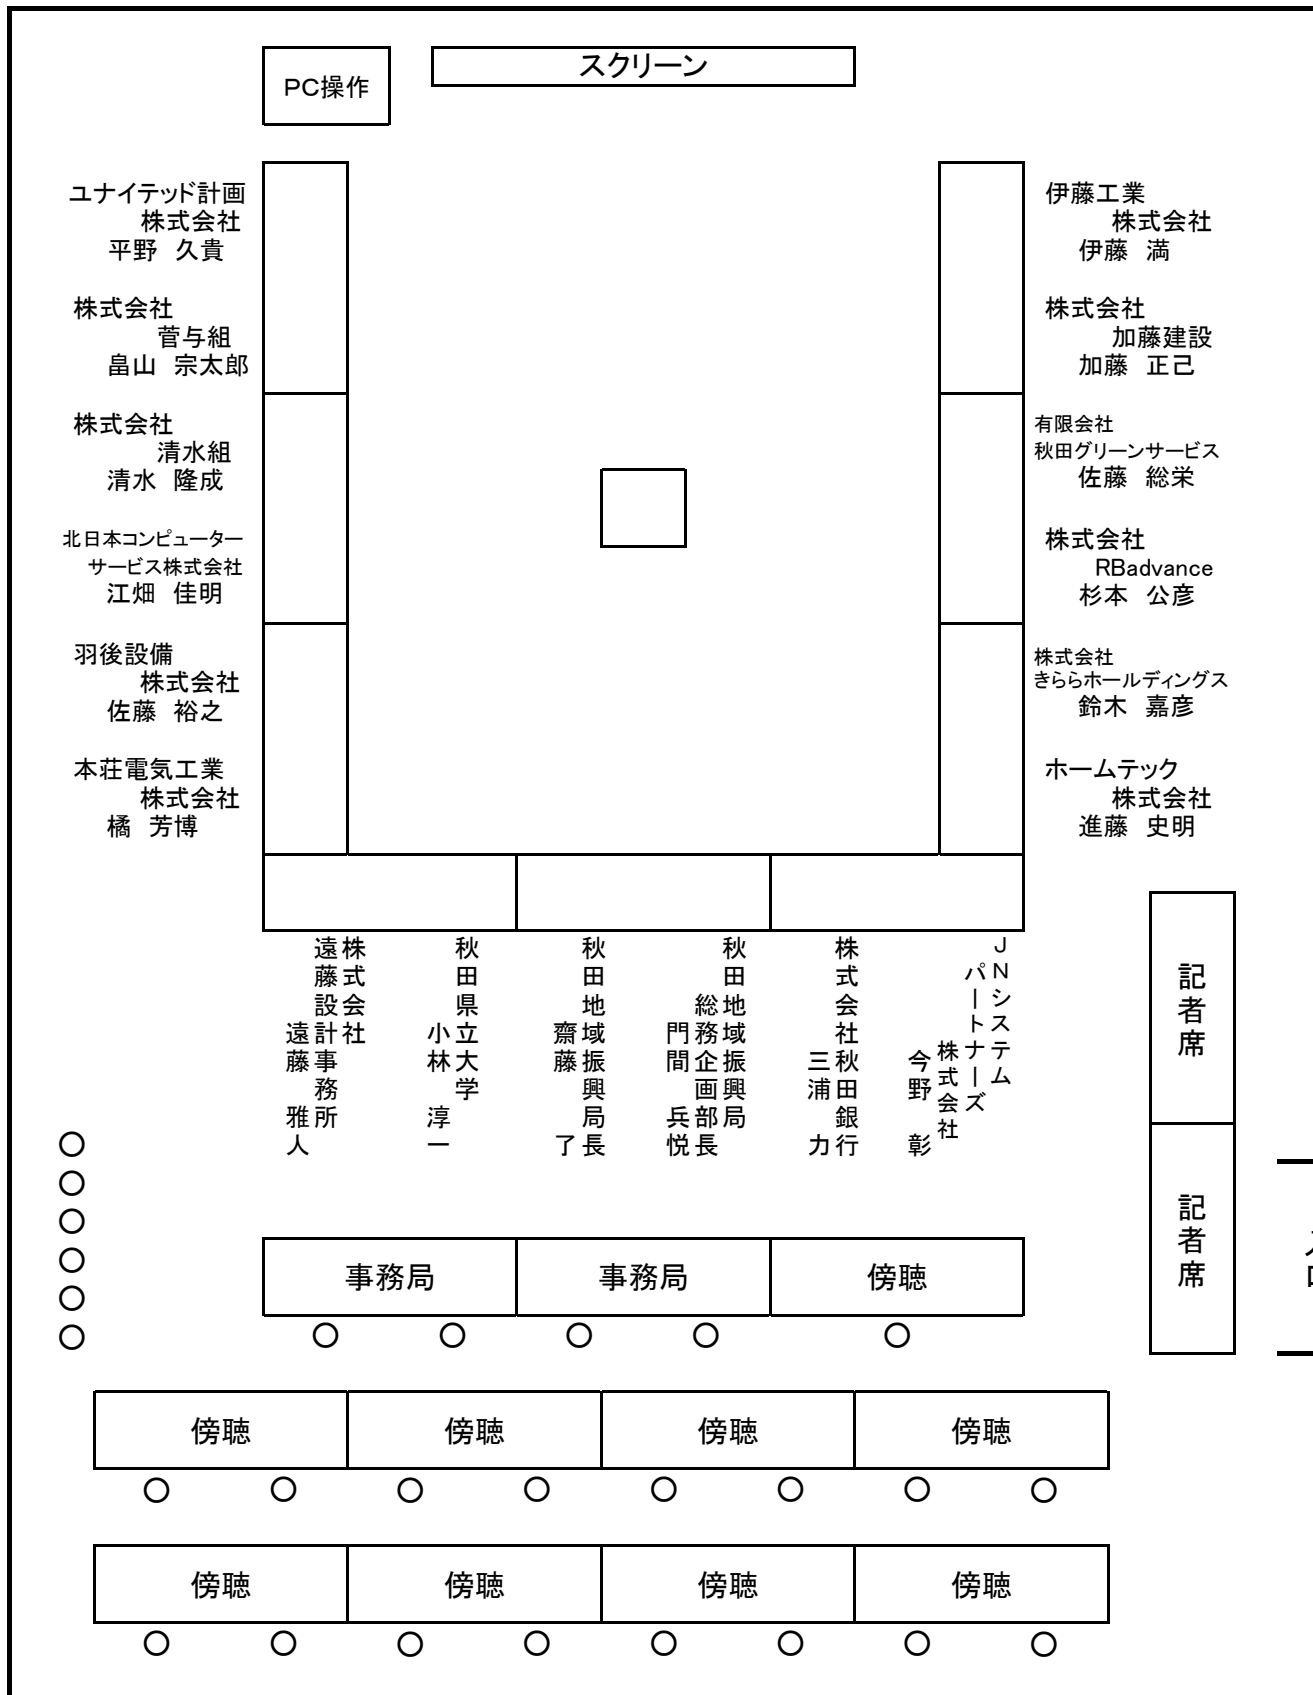 スクリーン
PC操作
ユナイテッド計画
株式会社
平野 久貴
株式会社
菅与組
畠山 宗太郎
株式会社
清水組
清水 隆成
北日本コンピューター
サービス株式会社
江畑 佳明
羽後設備
株式会社
佐藤 裕之
本荘電気工業
株式会社
橘 芳博
伊藤工業
株式会社
伊藤 満
株式会社
加藤建設
加藤 正己
有限会社
秋田グリーンサービス
佐藤 総栄
株式会社
RBadvance
杉本 公彦
株式会社
きららホールディングス
鈴木 嘉彦
ホームテック
株式会社
進藤 史明
株式会社
遠藤設計事務所
遠藤 雅人
秋田県立大学
小林 淳一
秋田地域振興局長
齋藤 了
秋田地域振興局
総務企画部長
門間 兵悦
株式会社秋田銀行
三浦 力
JNシステム
パートナーズ
株式会社
今野 彰
記者席
記者席
事務局
事務局
傍聴
傍聴
傍聴
傍聴
傍聴
傍聴
傍聴
傍聴
傍聴